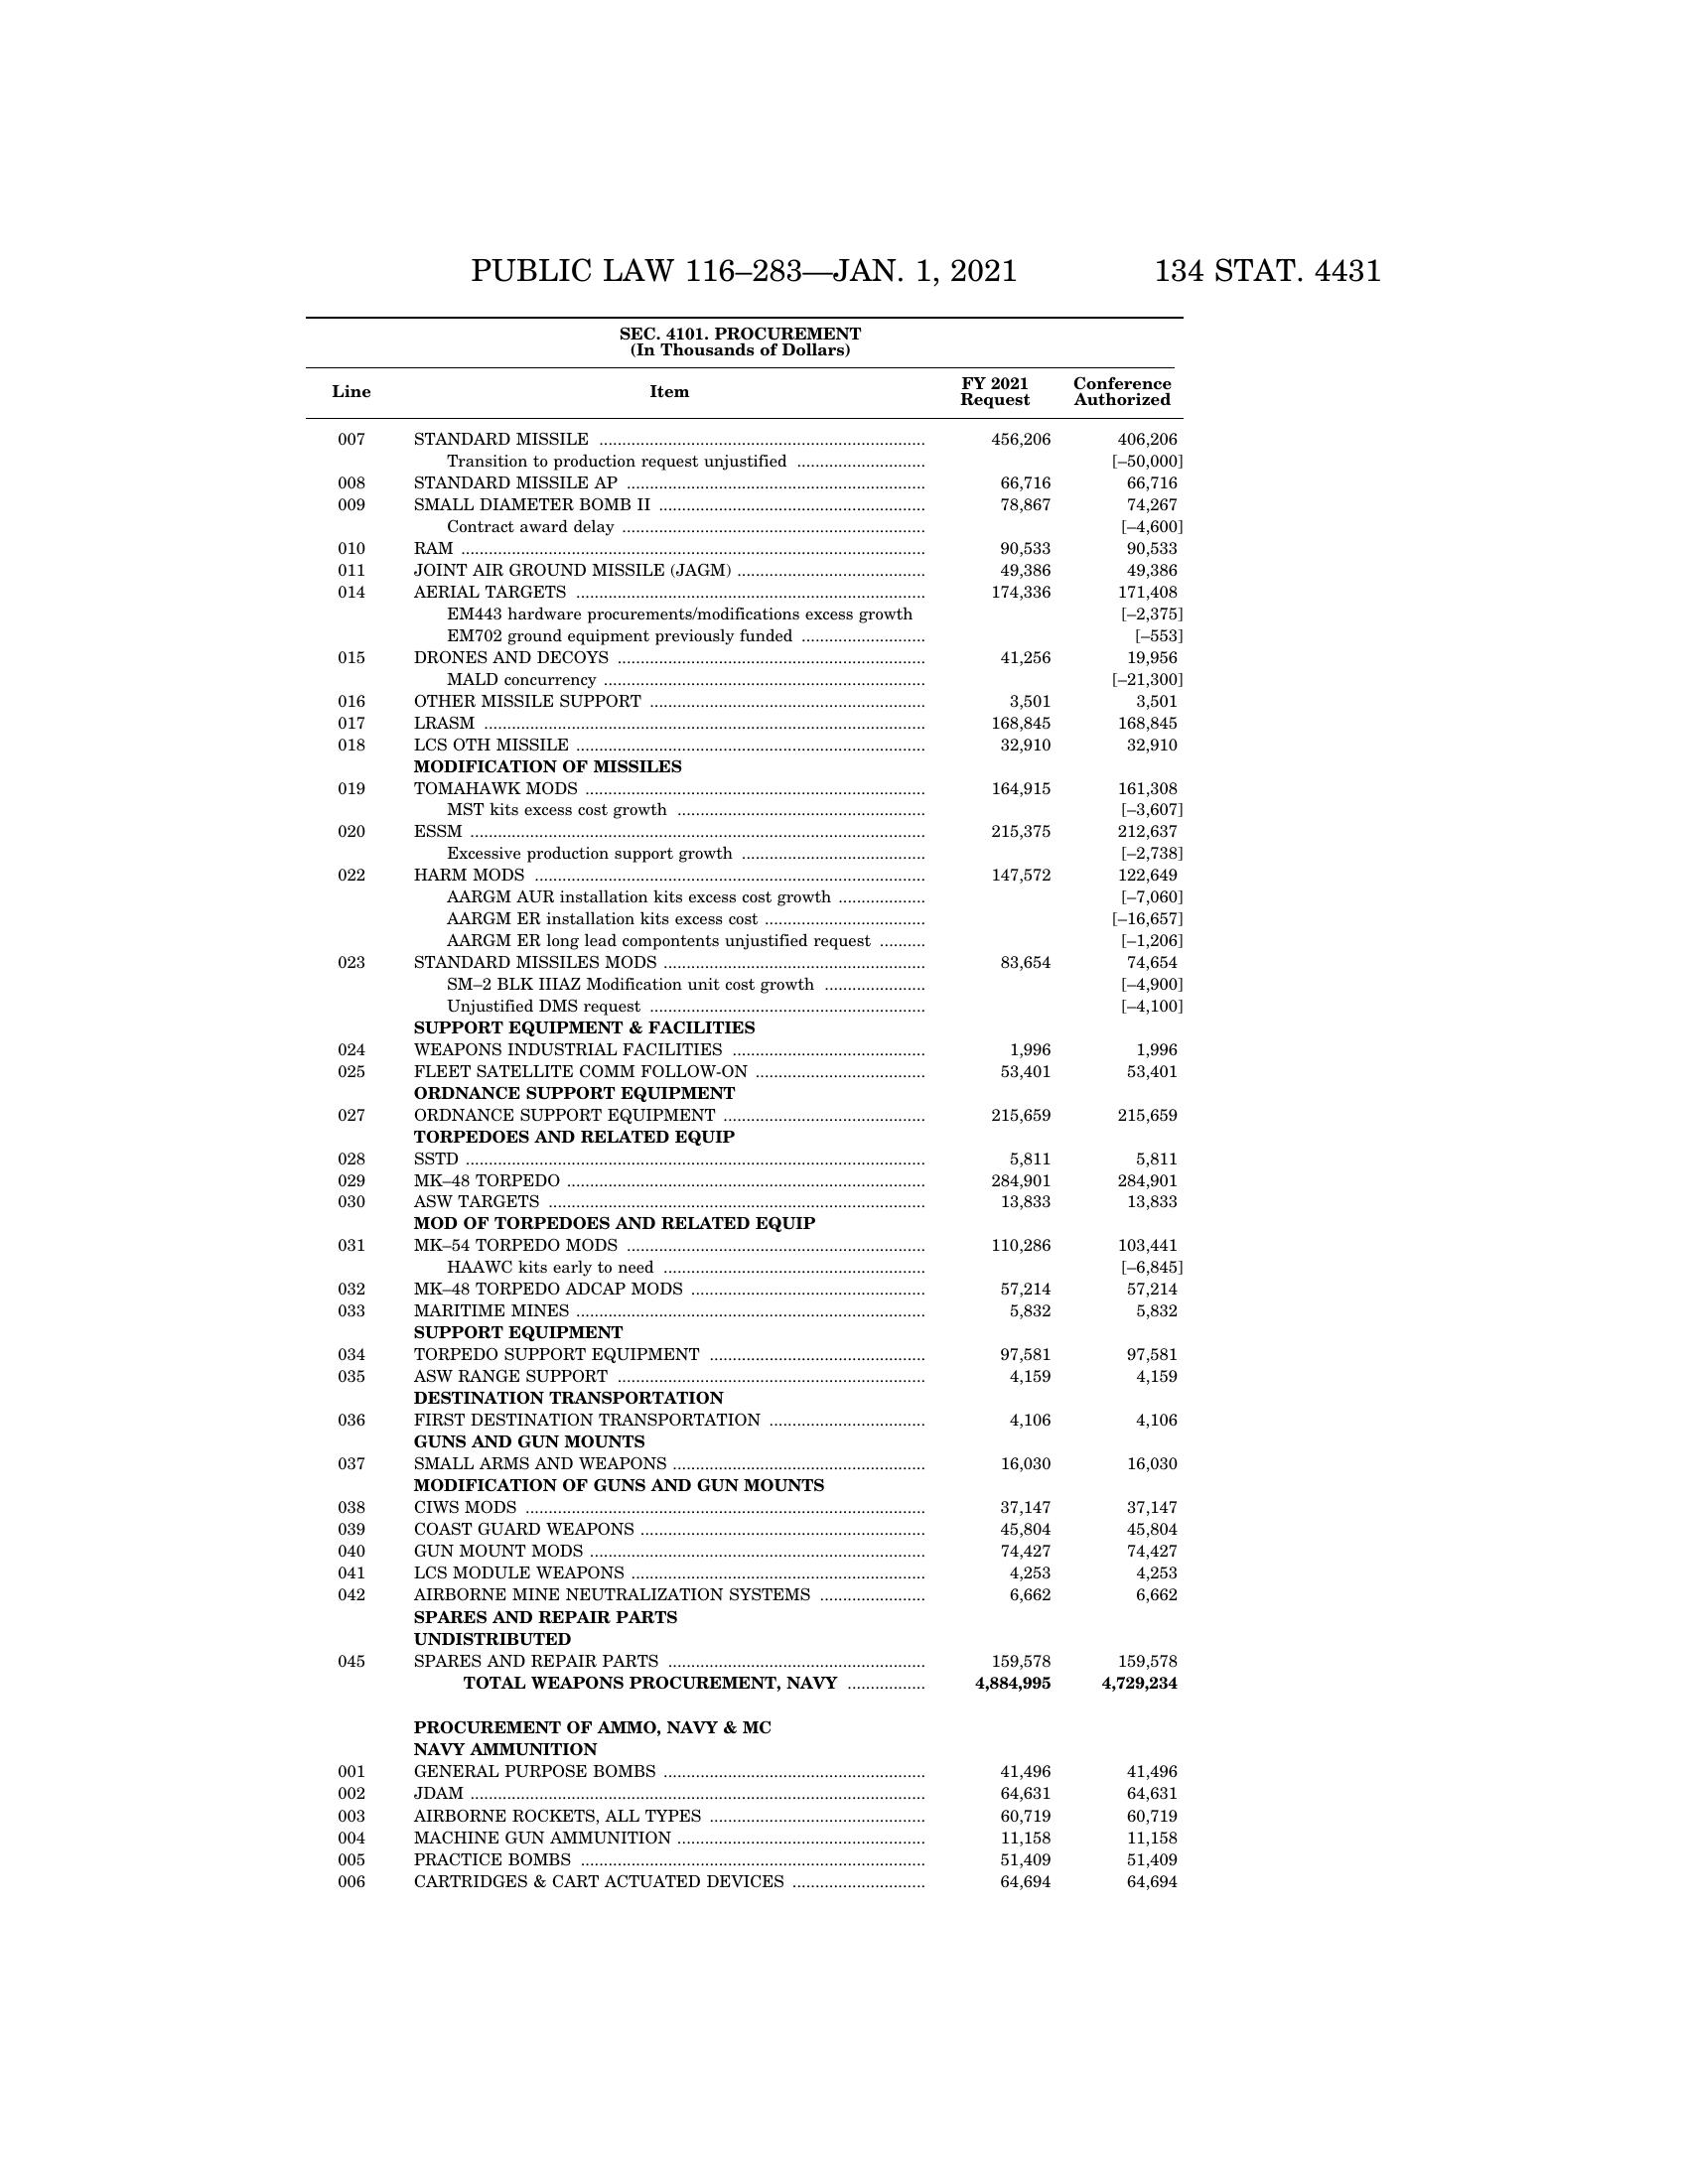 PUBLIC LAW 116–283—JAN. 1, 2021 134 STAT. 4431
SEC. 4101. PROCUREMENT
(In Thousands of Dollars)
Line Item FY 2021 Request Conference Authorized
007 STANDARD MISSILE 456,206 406,206
Transition to production request unjustified [–50,000]
008 STANDARD MISSILE AP 66,716 66,716
009 SMALL DIAMETER BOMB II 78,867 74,267
Contract award delay [–4,600]
010 RAM 90,533 90,533
011 JOINT AIR GROUND MISSILE (JAGM) 49,386 49,386
014 AERIAL TARGETS 174,336 171,408
EM443 hardware procurements/modifications excess growth [–2,375]
EM702 ground equipment previously funded [–553]
015 DRONES AND DECOYS 41,256 19,956
MALD concurrency [–21,300]
016 OTHER MISSILE SUPPORT 3,501 3,501
017 LRASM 168,845 168,845
018 LCS OTH MISSILE 32,910 32,910
MODIFICATION OF MISSILES
019 TOMAHAWK MODS 164,915 161,308
MST kits excess cost growth [–3,607]
020 ESSM 215,375 212,637
Excessive production support growth [–2,738]
022 HARM MODS 147,572 122,649
AARGM AUR installation kits excess cost growth [–7,060]
AARGM ER installation kits excess cost [–16,657]
AARGM ER long lead compontents unjustified request [–1,206]
023 STANDARD MISSILES MODS 83,654 74,654
SM–2 BLK IIIAZ Modification unit cost growth [–4,900]
Unjustified DMS request [–4,100]
SUPPORT EQUIPMENT & FACILITIES
024 WEAPONS INDUSTRIAL FACILITIES 1,996 1,996
025 FLEET SATELLITE COMM FOLLOW-ON 53,401 53,401
ORDNANCE SUPPORT EQUIPMENT
027 ORDNANCE SUPPORT EQUIPMENT 215,659 215,659
TORPEDOES AND RELATED EQUIP
028 SSTD 5,811 5,811
029 MK–48 TORPEDO 284,901 284,901
030 ASW TARGETS 13,833 13,833
MOD OF TORPEDOES AND RELATED EQUIP
031 MK–54 TORPEDO MODS 110,286 103,441
HAAWC kits early to need [–6,845]
032 MK–48 TORPEDO ADCAP MODS 57,214 57,214
033 MARITIME MINES 5,832 5,832
SUPPORT EQUIPMENT
034 TORPEDO SUPPORT EQUIPMENT 97,581 97,581
035 ASW RANGE SUPPORT 4,159 4,159
DESTINATION TRANSPORTATION
036 FIRST DESTINATION TRANSPORTATION 4,106 4,106
GUNS AND GUN MOUNTS
037 SMALL ARMS AND WEAPONS 16,030 16,030
MODIFICATION OF GUNS AND GUN MOUNTS
038 CIWS MODS 37,147 37,147
039 COAST GUARD WEAPONS 45,804 45,804
040 GUN MOUNT MODS 74,427 74,427
041 LCS MODULE WEAPONS 4,253 4,253
042 AIRBORNE MINE NEUTRALIZATION SYSTEMS 6,662 6,662
SPARES AND REPAIR PARTS
UNDISTRIBUTED
045 SPARES AND REPAIR PARTS 159,578 159,578
TOTAL WEAPONS PROCUREMENT, NAVY 4,884,995 4,729,234
PROCUREMENT OF AMMO, NAVY & MC
NAVY AMMUNITION
001 GENERAL PURPOSE BOMBS 41,496 41,496
002 JDAM 64,631 64,631
003 AIRBORNE ROCKETS, ALL TYPES 60,719 60,719
004 MACHINE GUN AMMUNITION 11,158 11,158
005 PRACTICE BOMBS 51,409 51,409
006 CARTRIDGES & CART ACTUATED DEVICES 64,694 64,694